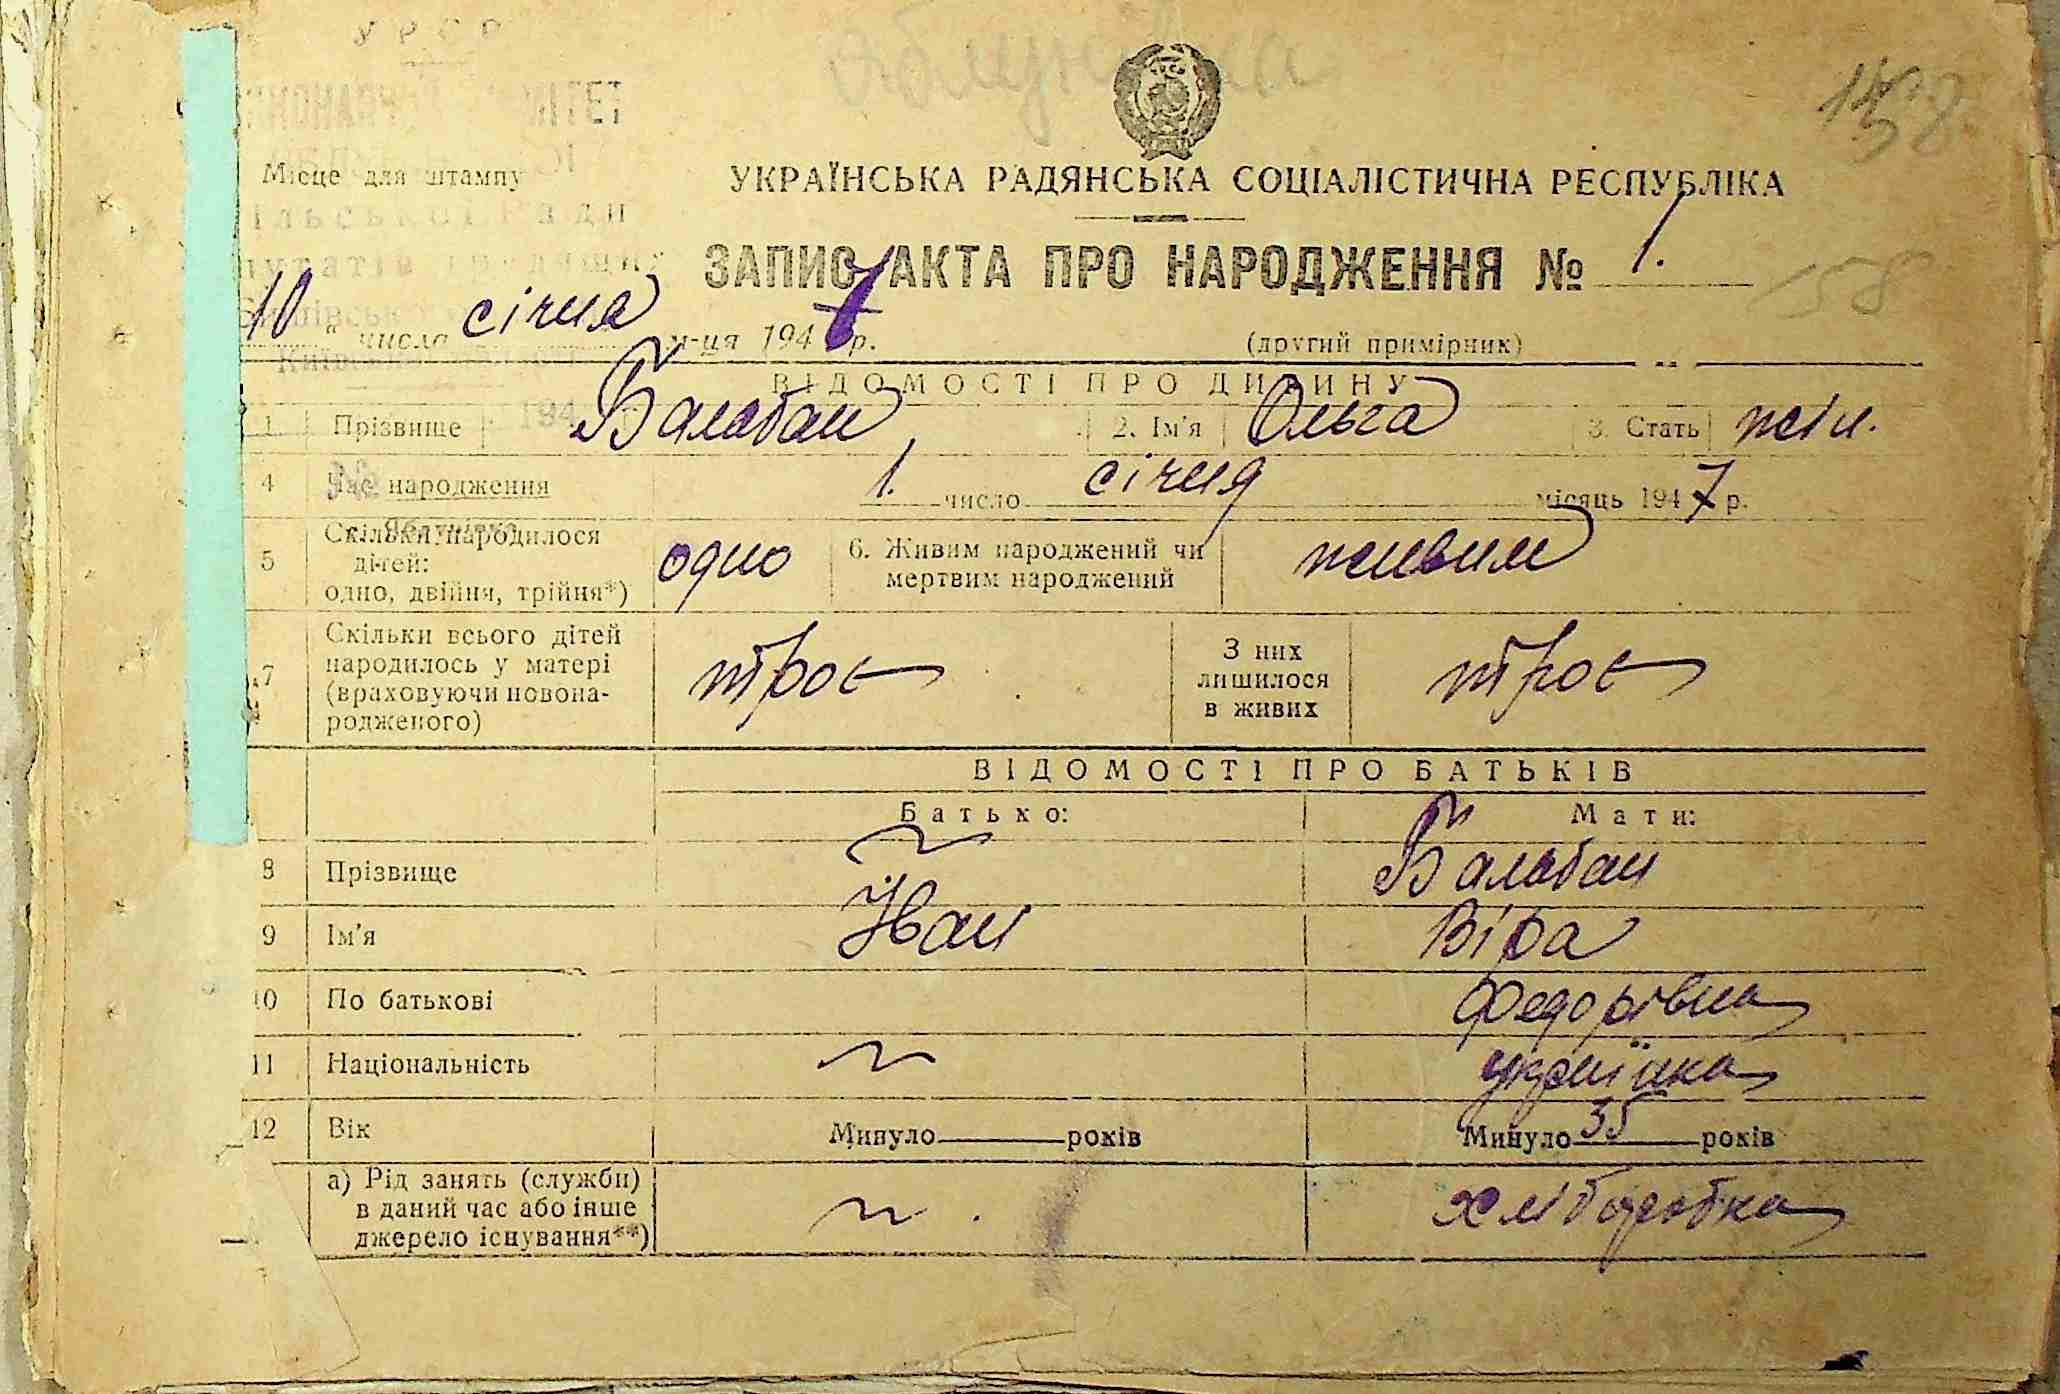 УРСР
Місце для штампу
УКРАЇНСЬКА РАДЯНСЬКА СОЦІАЛІСТИЧНА РЕСПУБЛІКА
ЗАПИС АКТА ПРО НАРОДЖЕННЯ № 1.
58
10 " числа січня м-ця 1947 р.
(другий примірник)
ВІДОМОСТІ ПРО ДИТИНУ
1 Прізвище Балабан 2. Ім'я Ольга 3. Стать жін.
4 Час народження 1. число січня місяць 1947 р.
Яблунівка
5 Скільки народилося дітей: одно, двійня, трійня*) одно 6. Живим народжений чи мертвим народжений живим
7 Скільки всього дітей народилось у матері (враховуючи новонародженого) троє З них лишилося в живих троє
ВІДОМОСТІ ПРО БАТЬКІВ
Батько: Мати:
8 Прізвище Балабан
9 Ім'я Іван Віра
10 По батькові Федорівна
11 Національність українка
12 Вік Минуло років Минуло 35 років
а) Рід занять (служби) в даний час або інше джерело існування**) хліборобка